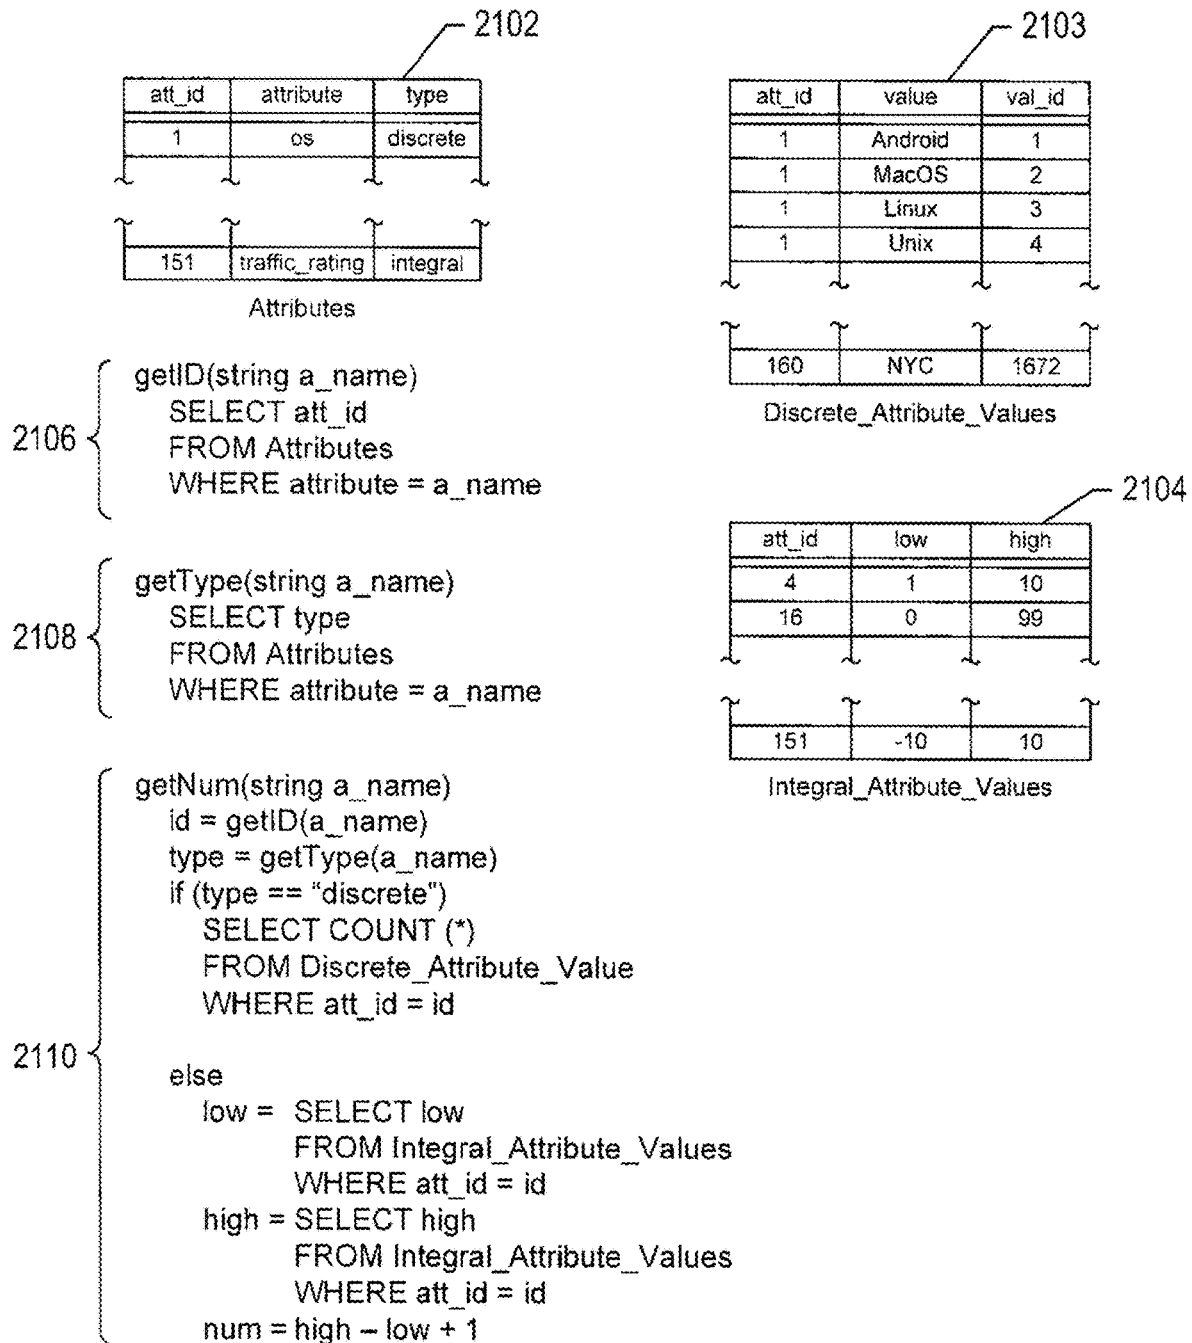 2102
att_id attribute type
1 os discrete
151 traffic_rating integral
Attributes
2103
att_id value val_id
1 Android 1
1 MacOS 2
1 Linux 3
1 Unix 4
160 NYC 1672
Discrete_Attribute_Values
2104
att_id low high
4 1 10
16 0 99
151 -10 10
Integral_Attribute_Values
2106
getID(string a_name)
SELECT att_id
FROM Attributes
WHERE attribute = a_name
2108
getType(string a_name)
SELECT type
FROM Attributes
WHERE attribute = a_name
2110
getNum(string a_name)
id = getID(a_name)
type = getType(a_name)
if (type == “discrete”)
SELECT COUNT (*)
FROM Discrete_Attribute_Value
WHERE att_id = id
else
low = SELECT low
FROM Integral_Attribute_Values
WHERE att_id = id
high = SELECT high
FROM Integral_Attribute_Values
WHERE att_id = id
num = high – low + 1